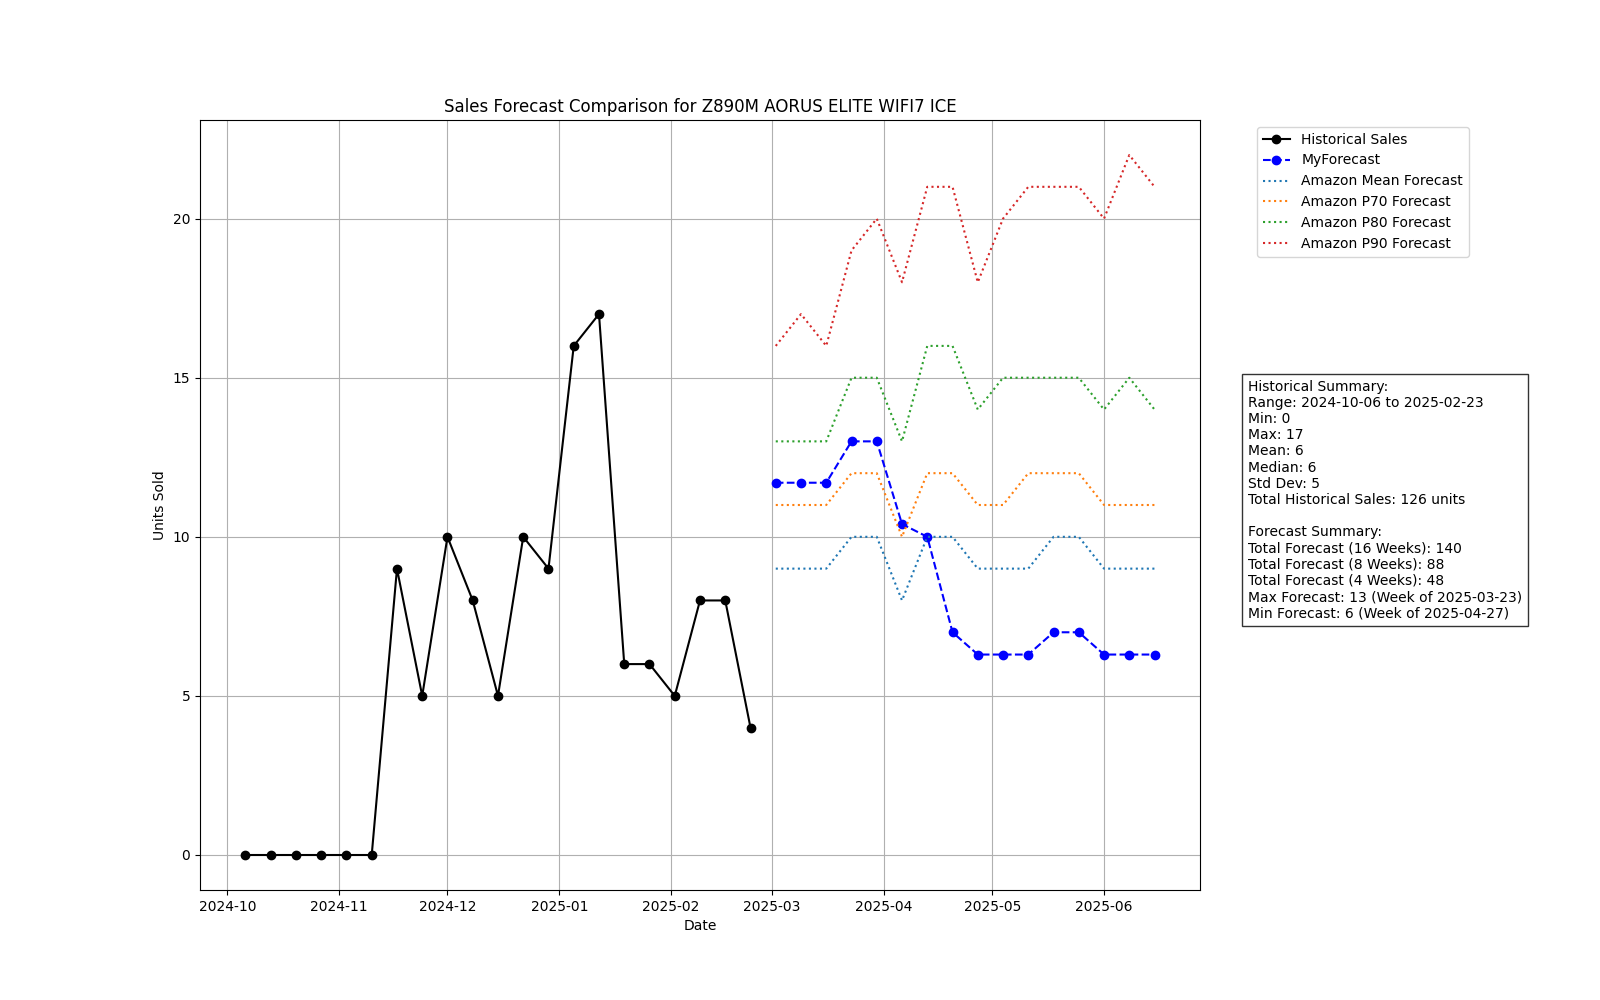 Sales Forecast Comparison for Z890M AORUS ELITE WIFI7 ICE
Historical Sales
MyForecast
Amazon Mean Forecast
Amazon P70 Forecast
Amazon P80 Forecast
Amazon P90 Forecast
Units Sold
20
15
10
5
0
2024-10
2024-11
2024-12
2025-01
2025-02
2025-03
2025-04
2025-05
2025-06
Date
Historical Summary:
Range: 2024-10-06 to 2025-02-23
Min: 0
Max: 17
Mean: 6
Median: 6
Std Dev: 5
Total Historical Sales: 126 units
Forecast Summary:
Total Forecast (16 Weeks): 140
Total Forecast (8 Weeks): 88
Total Forecast (4 Weeks): 48
Max Forecast: 13 (Week of 2025-03-23)
Min Forecast: 6 (Week of 2025-04-27)